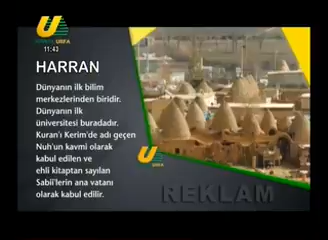 URFA
11:43
HARRAN
Dünyanın ilk bilim
merkezlerinden biridir.
Dünyanın ilk
üniversitesi buradadır.
Kuran'ı Kerim'de adı geçen
Nuh'un kavmi olarak
kabul edilen ve
ehli kitaptan sayılan
Sabii'lerin ana vatanı
olarak kabul edilir.
URFA
REKLAM